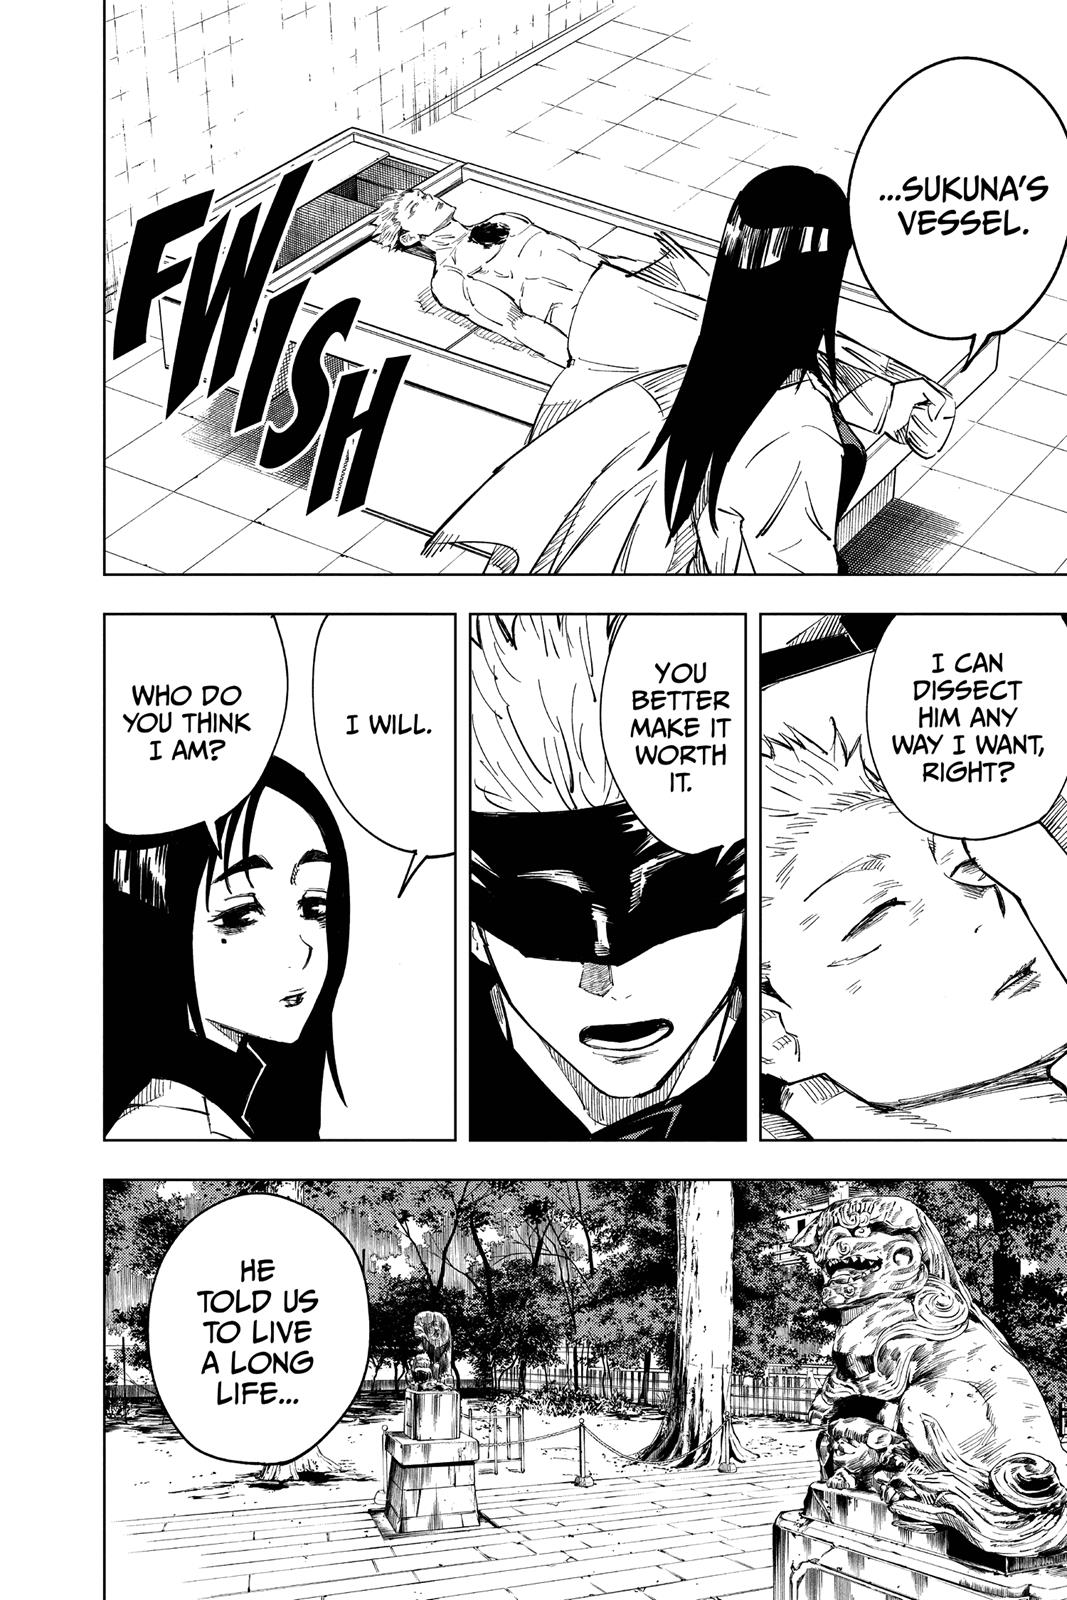 ...SUKUNA'S
VESSEL.
FWISH
I CAN
DISSECT
HIM ANY
WAY I WANT,
RIGHT?
YOU
BETTER
MAKE IT
WORTH
IT.
I WILL.
WHO DO
YOU THINK
I AM?
HE
TOLD US
TO LIVE
A LONG
LIFE...